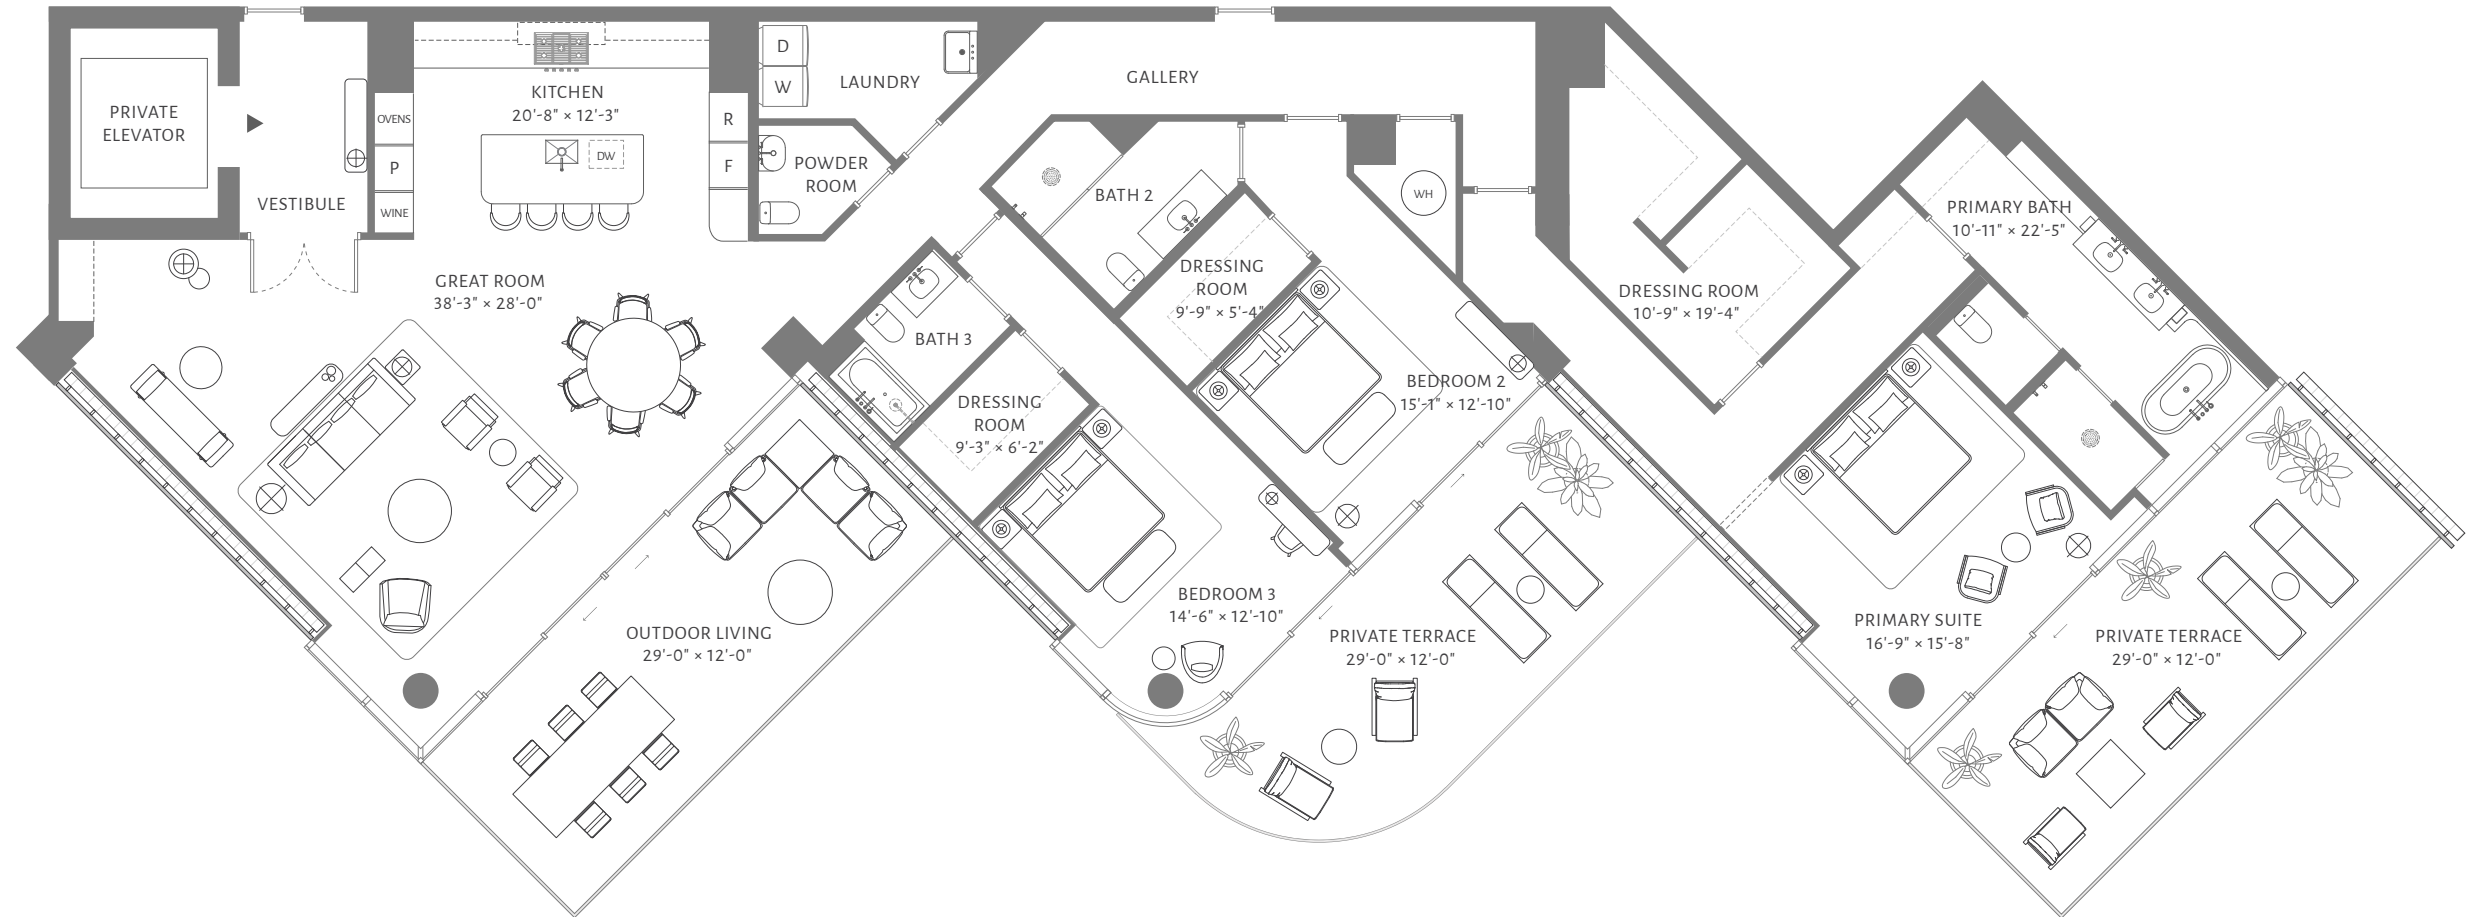 PRIVATE
ELEVATOR
VESTIBULE
OVENS
P
WINE
KITCHEN
20'-8" × 12'-3"
DW
R
F
D
W
LAUNDRY
POWDER
ROOM
GALLERY
GREAT ROOM
38'-3" × 28'-0"
OUTDOOR LIVING
29'-0" × 12'-0"
BATH 3
DRESSING
ROOM
9'-3" × 6'-2"
BEDROOM 3
14'-6" × 12'-10"
BATH 2
DRESSING
ROOM
9'-9" × 5'-4"
WH
BEDROOM 2
15'-1" × 12'-10"
PRIVATE TERRACE
29'-0" × 12'-0"
DRESSING ROOM
10'-9" × 19'-4"
PRIMARY BATH
10'-11" × 22'-5"
PRIMARY SUITE
16'-9" × 15'-8"
PRIVATE TERRACE
29'-0" × 12'-0"